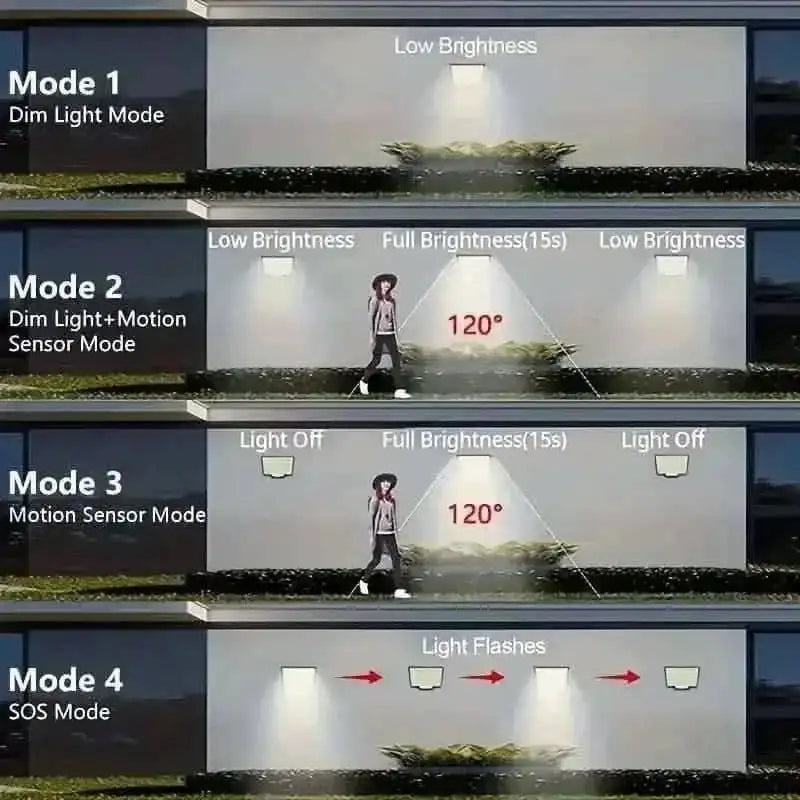 Mode 1
Dim Light Mode
Low Brightness
Mode 2
Dim Light+Motion
Sensor Mode
Low Brightness
Full Brightness(15s)
Low Brightness
120°
Mode 3
Motion Sensor Mode
Light Off
Full Brightness(15s)
Light Off
120°
Mode 4
SOS Mode
Light Flashes